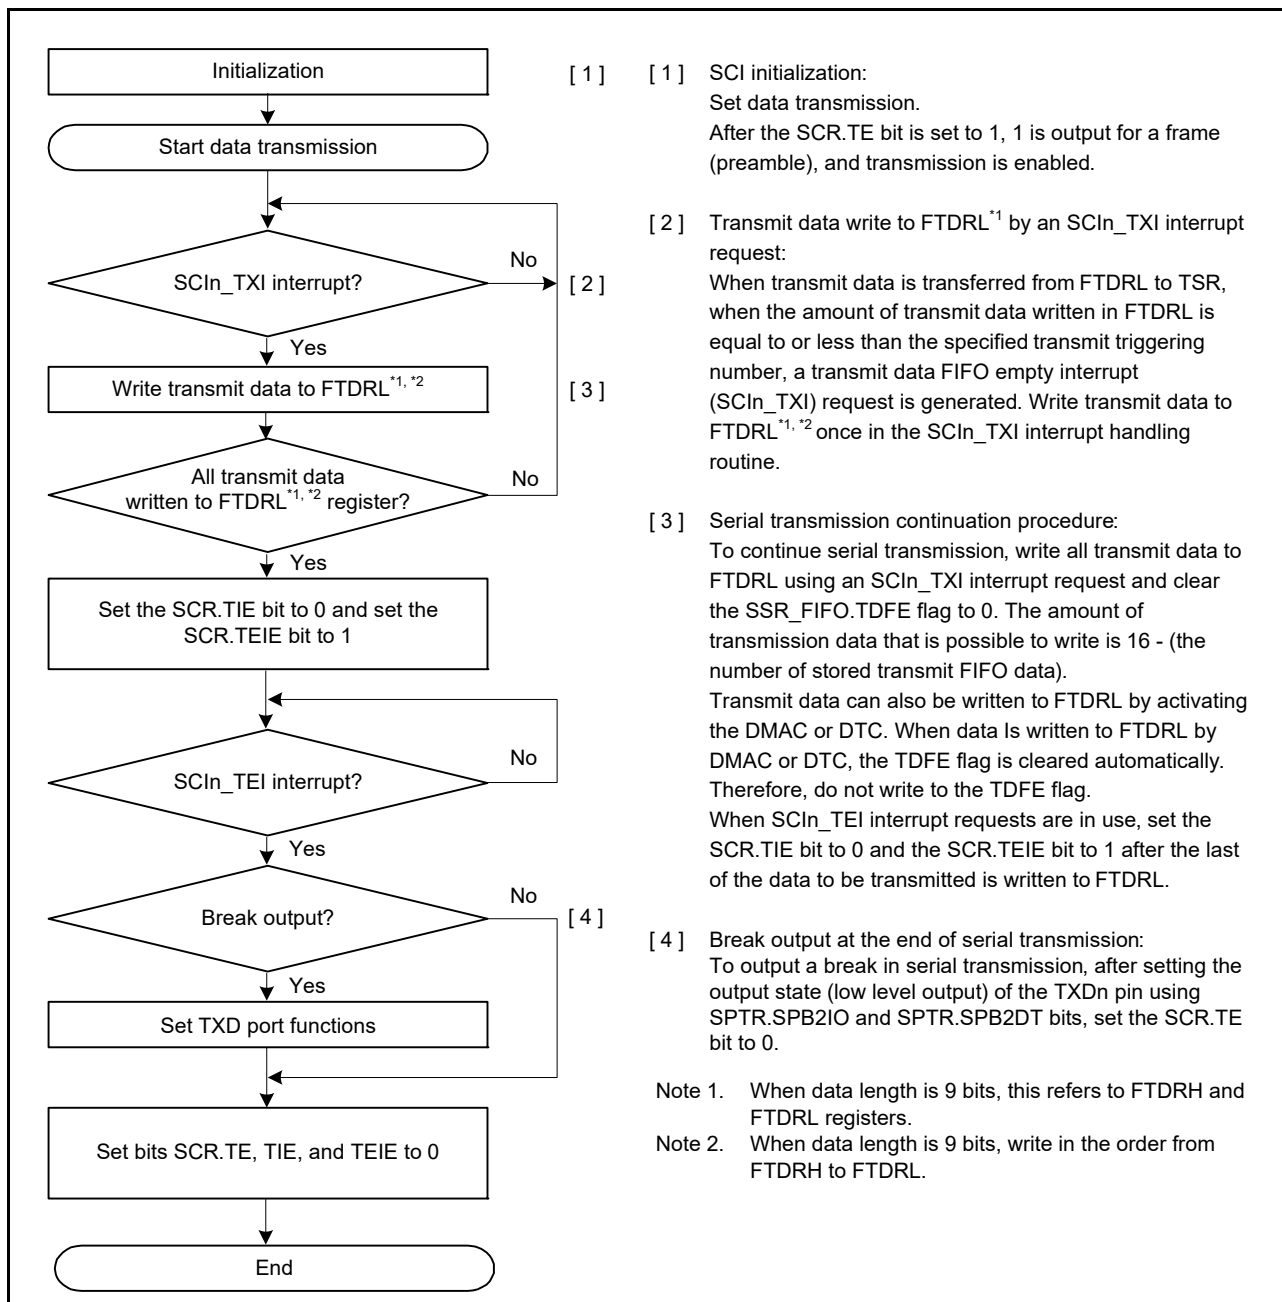 Initialization
[ 1 ]
Start data transmission
SCIn_TXI interrupt?
No
[ 2 ]
Yes
Write transmit data to FTDRL*1, *2
[ 3 ]
All transmit data
written to FTDRL*1, *2 register?
No
Yes
Set the SCR.TIE bit to 0 and set the
SCR.TEIE bit to 1
SCIn_TEI interrupt?
No
Yes
Break output?
No
[ 4 ]
Yes
Set TXD port functions
Set bits SCR.TE, TIE, and TEIE to 0
End
[ 1 ] SCI initialization:
Set data transmission.
After the SCR.TE bit is set to 1, 1 is output for a frame
(preamble), and transmission is enabled.
[ 2 ] Transmit data write to FTDRL*1 by an SCIn_TXI interrupt
request:
When transmit data is transferred from FTDRL to TSR,
when the amount of transmit data written in FTDRL is
equal to or less than the specified transmit triggering
number, a transmit data FIFO empty interrupt
(SCIn_TXI) request is generated. Write transmit data to
FTDRL*1, *2 once in the SCIn_TXI interrupt handling
routine.
[ 3 ] Serial transmission continuation procedure:
To continue serial transmission, write all transmit data to
FTDRL using an SCIn_TXI interrupt request and clear
the SSR_FIFO.TDFE flag to 0. The amount of
transmission data that is possible to write is 16 - (the
number of stored transmit FIFO data).
Transmit data can also be written to FTDRL by activating
the DMAC or DTC. When data Is written to FTDRL by
DMAC or DTC, the TDFE flag is cleared automatically.
Therefore, do not write to the TDFE flag.
When SCIn_TEI interrupt requests are in use, set the
SCR.TIE bit to 0 and the SCR.TEIE bit to 1 after the last
of the data to be transmitted is written to FTDRL.
[ 4 ] Break output at the end of serial transmission:
To output a break in serial transmission, after setting the
output state (low level output) of the TXDn pin using
SPTR.SPB2IO and SPTR.SPB2DT bits, set the SCR.TE
bit to 0.
Note 1. When data length is 9 bits, this refers to FTDRH and
FTDRL registers.
Note 2. When data length is 9 bits, write in the order from
FTDRH to FTDRL.